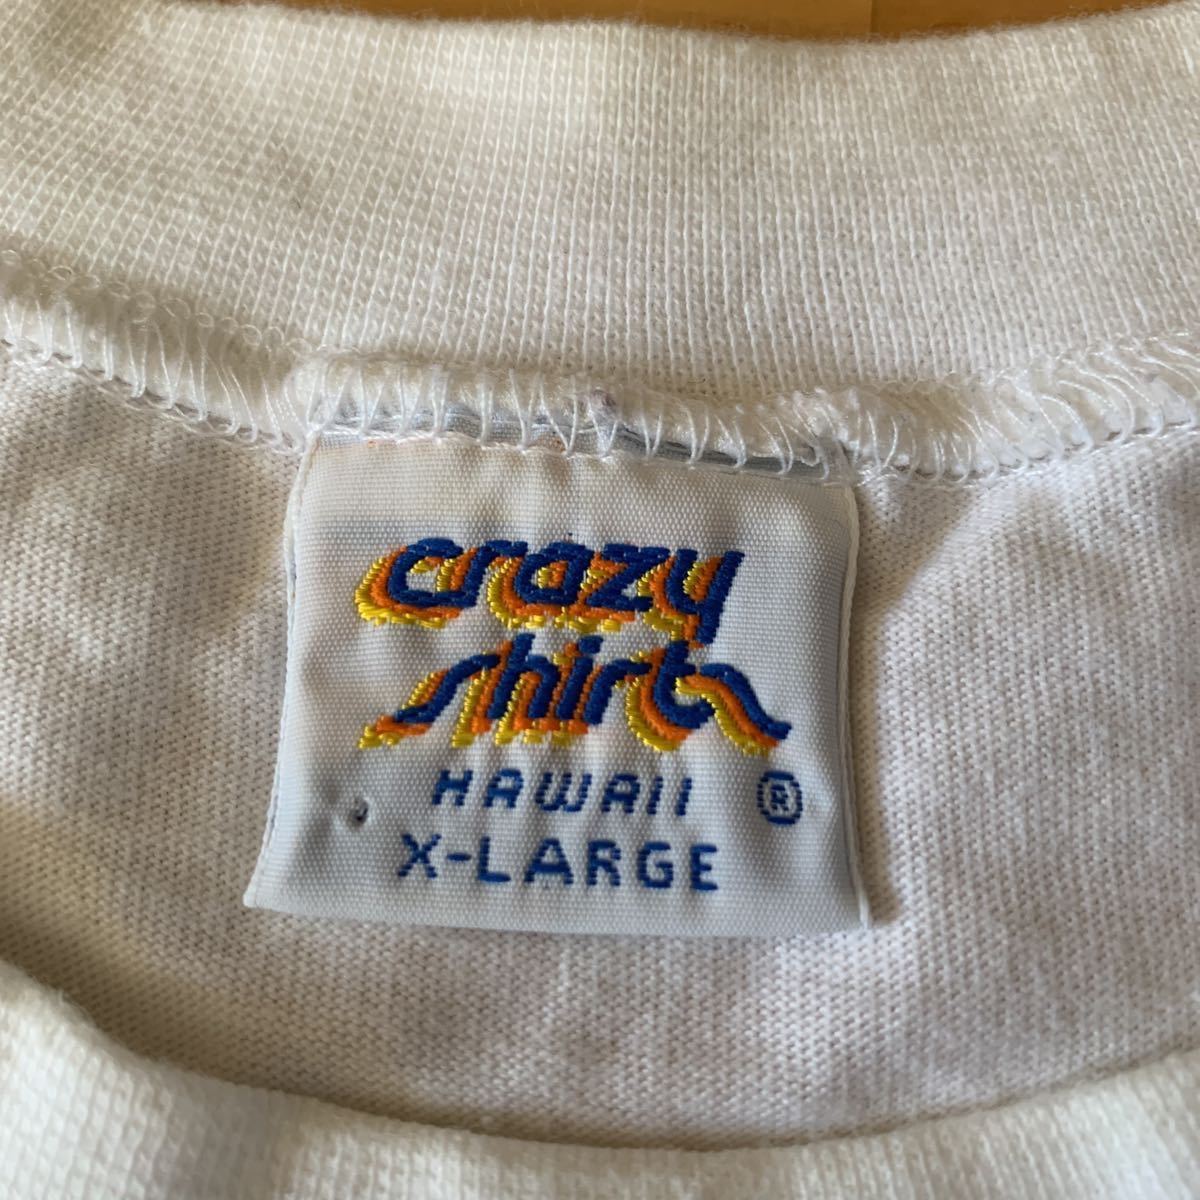 crazy
shirts
HAWAII ®
X-LARGE